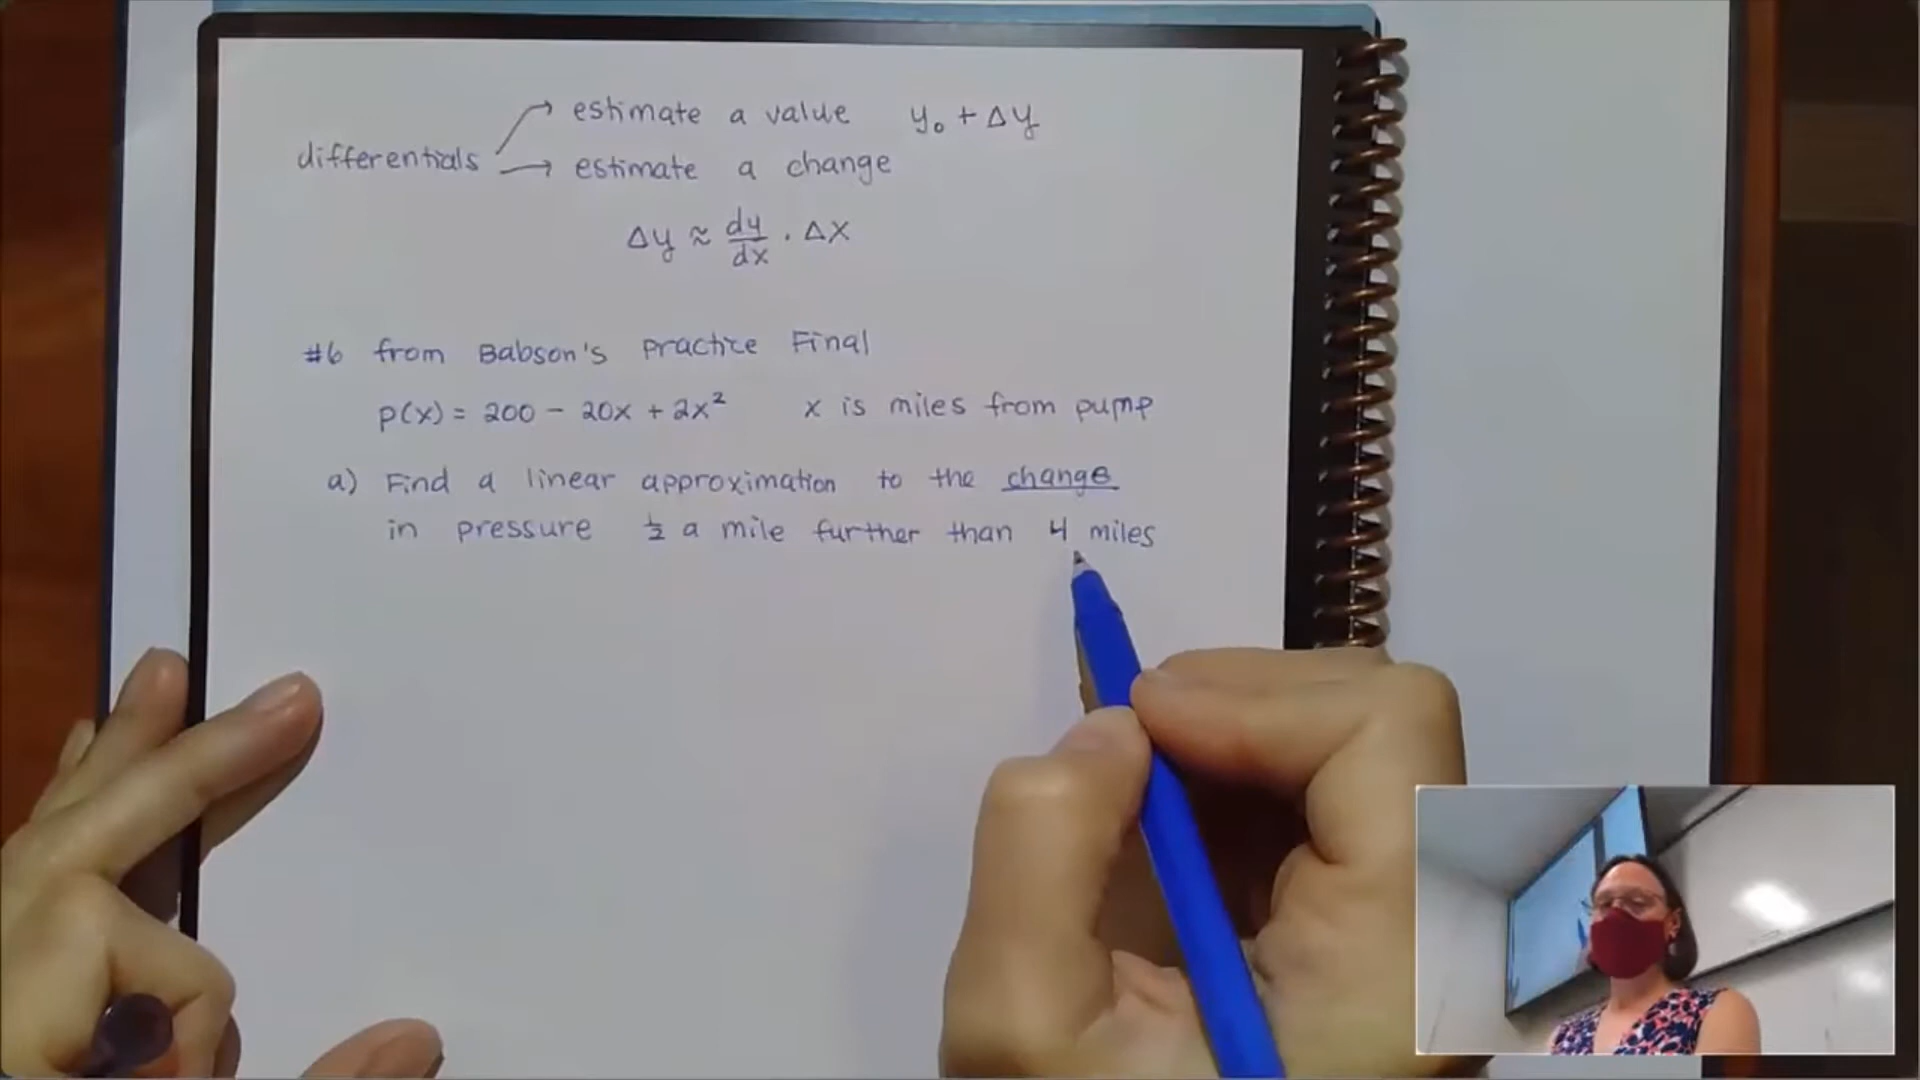 estimate a value y₀ + Δy
differentials
estimate a change
Δy ≈ dy/dx · Δx
#6 from Babson's Practice Final
p(x) = 200 - 20x + 2x² x is miles from pump
a) Find a linear approximation to the change
in pressure ½ a mile further than 4 miles